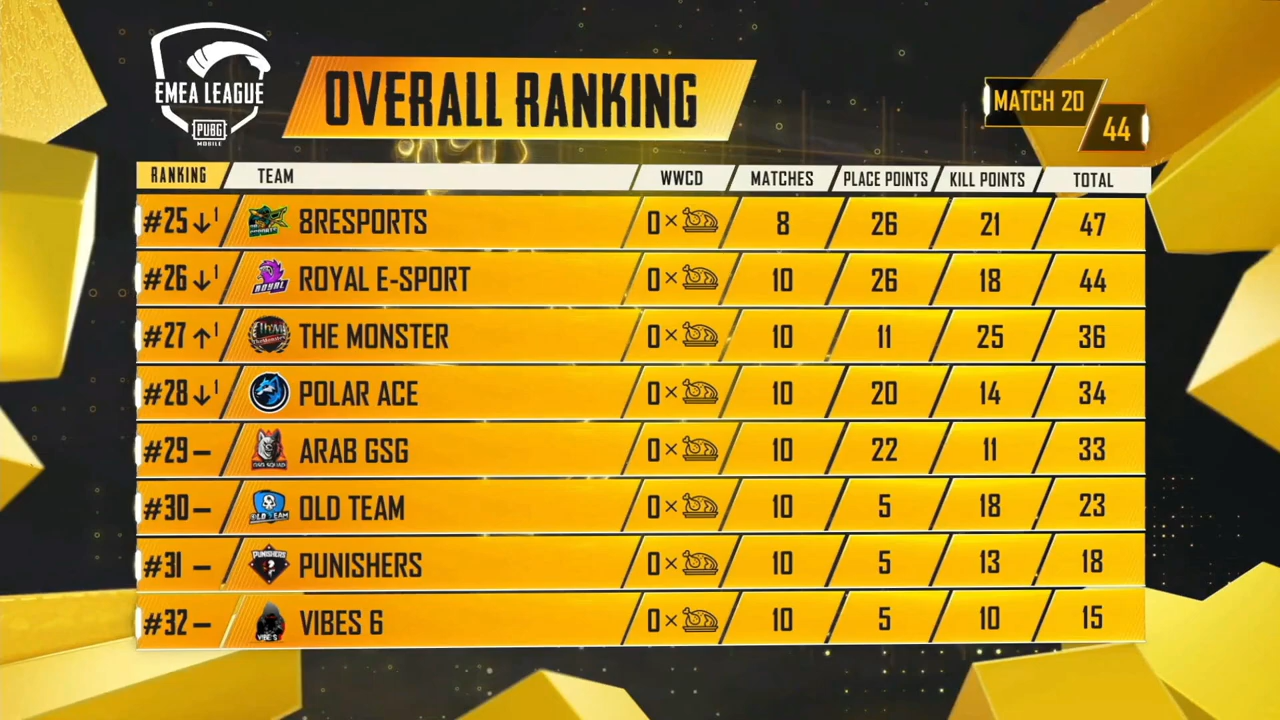 EMEA LEAGUE
PUBG
MOBILE
OVERALL RANKING
MATCH 20
44
RANKING TEAM WWCD MATCHES PLACE POINTS KILL POINTS TOTAL
#25 ↓1 8RESPORTS 0 × 8 26 21 47
#26 ↓1 ROYAL E-SPORT 0 × 10 26 18 44
#27 ↑1 THE MONSTER 0 × 10 11 25 36
#28 ↓1 POLAR ACE 0 × 10 20 14 34
#29 – ARAB GSG 0 × 10 22 11 33
#30 – OLD TEAM 0 × 10 5 18 23
#31 – PUNISHERS 0 × 10 5 13 18
#32 – VIBES 6 0 × 10 5 10 15